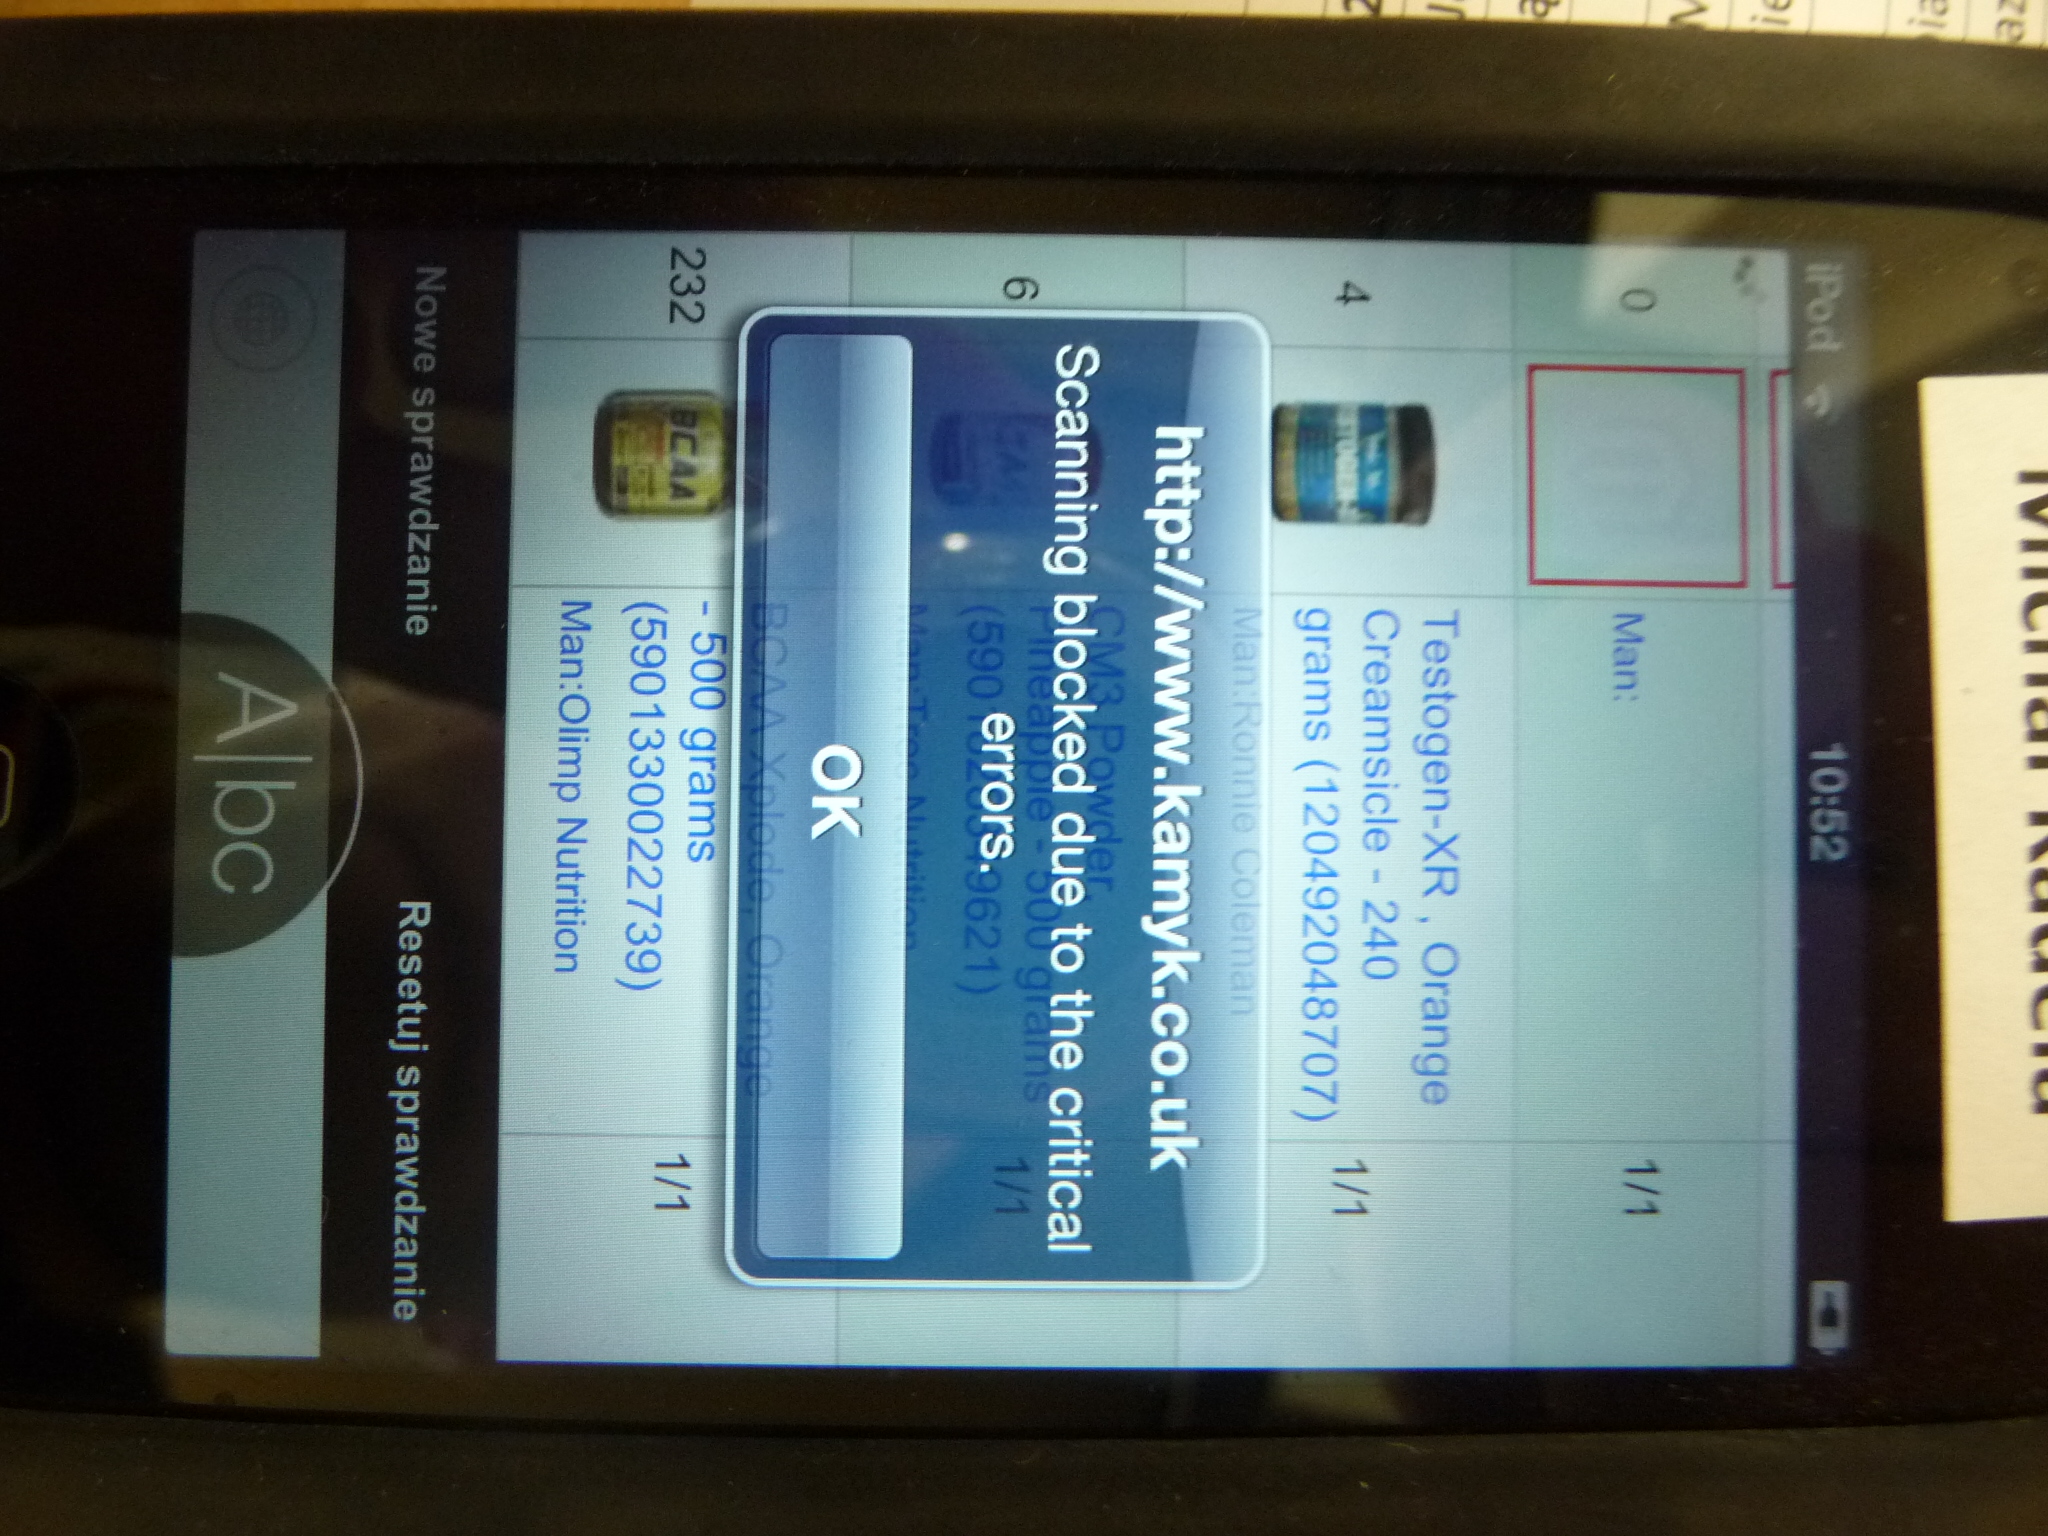 iPod 10:52
0 Man: 1/1
4 Testogen-XR , Orange
Creamsicle - 240
grams (120492048707)
Man:Ronnie Coleman
1/1
http://www.kamyk.co.uk
Scanning blocked due to the critical
errors.
OK
6 CM3 Powder,
Pineapple - 500 grams
Man:Trec Nutrition
1/1
232 BCAA Xplode, Orange
- 500 grams
(5901330022739)
Man:Olimp Nutrition
1/1
BCAA
Nowe sprawdzanie Resetuj sprawdzanie
A|bc